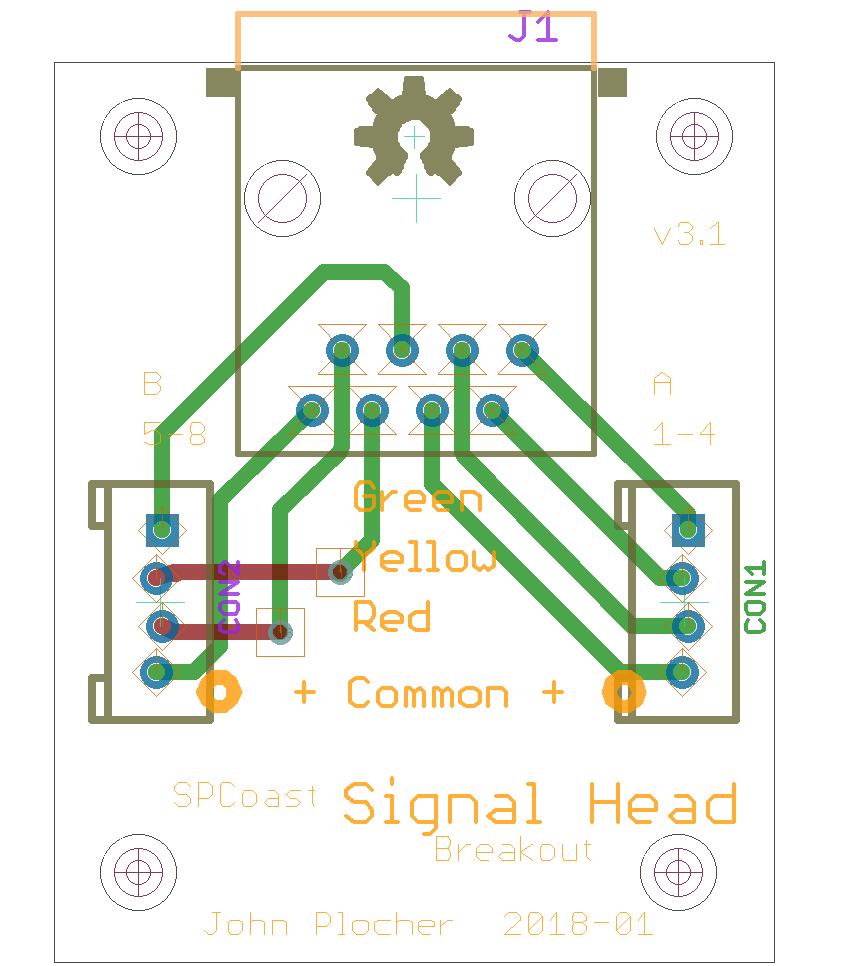 J1
v3.1
B
A
5-8
1-4
Green
Yellow
CON2
CON1
Red
+ Common +
SPCoast
Signal Head
Breakout
John Plocher 2018-01